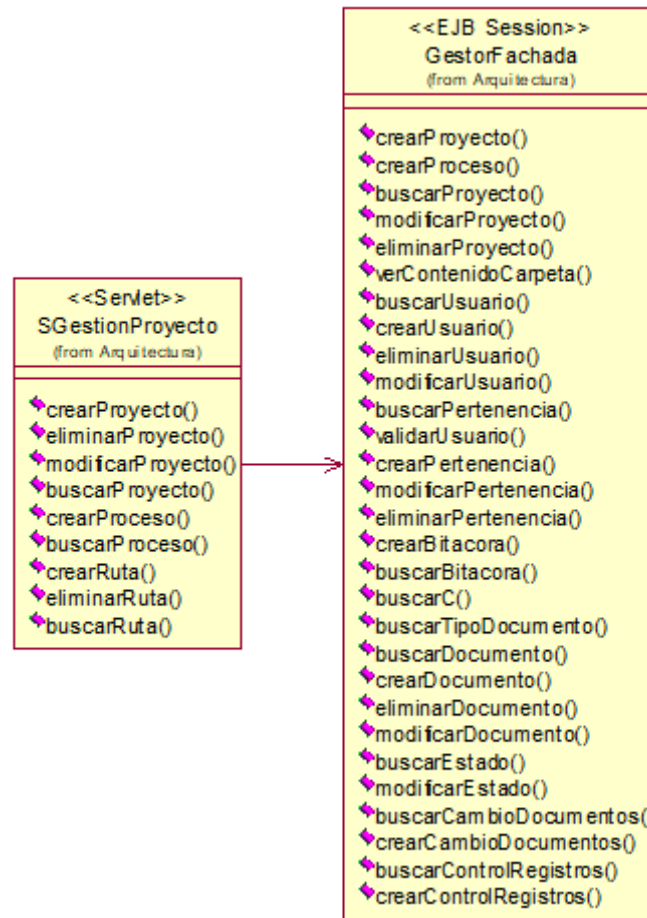 <<EJB Session>>
GestorFachada
(from Arquitectura)
crearProyecto()
crearProceso()
buscarProyecto()
modificarProyecto()
eliminarProyecto()
verContenidoCarpeta()
buscarUsuario()
crearUsuario()
eliminarUsuario()
modificarUsuario()
buscarPertenencia()
validarUsuario()
crearPertenencia()
modificarPertenencia()
eliminarPertenencia()
crearBitacora()
buscarBitacora()
buscarC()
buscarTipoDocumento()
buscarDocumento()
crearDocumento()
eliminarDocumento()
modificarDocumento()
buscarEstado()
modificarEstado()
buscarCambioDocumentos()
crearCambioDocumentos()
buscarControlRegistros()
crearControlRegistros()
<<Servlet>>
SGestionProyecto
(from Arquitectura)
crearProyecto()
eliminarProyecto()
modificarProyecto()
buscarProyecto()
crearProceso()
buscarProceso()
crearRuta()
eliminarRuta()
buscarRuta()